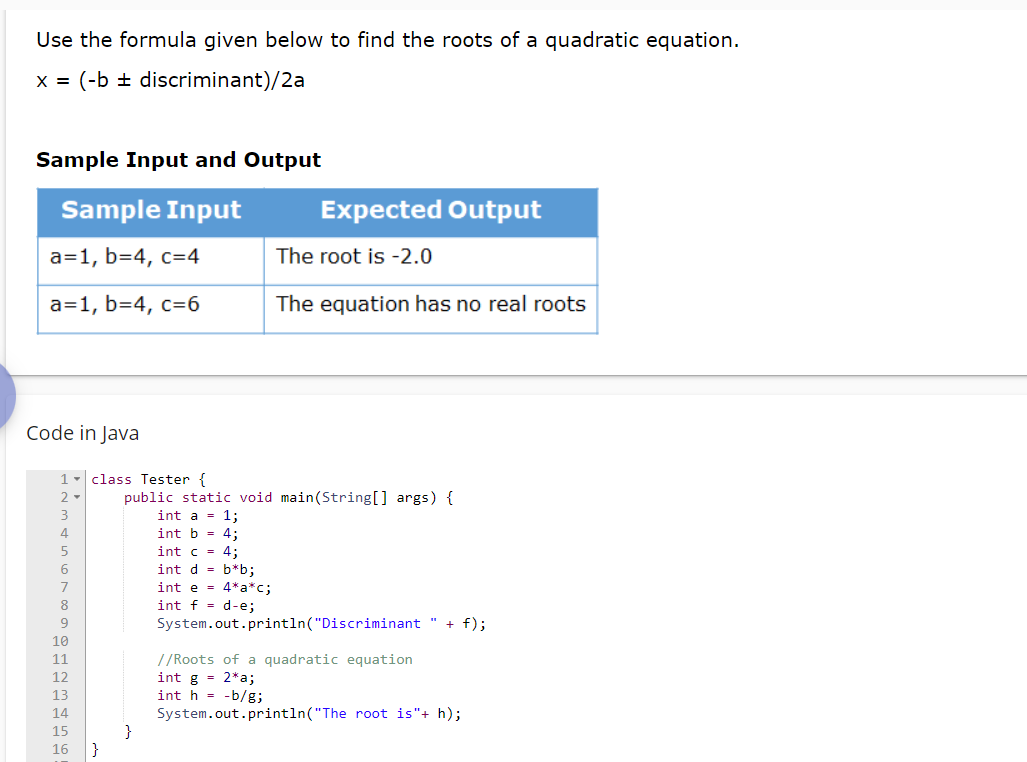 Use the formula given below to find the roots of a quadratic equation.
x = (-b ± discriminant)/2a
Sample Input and Output
Sample Input Expected Output
a=1, b=4, c=4 The root is -2.0
a=1, b=4, c=6 The equation has no real roots
Code in Java
1 class Tester {
2     public static void main(String[] args) {
3         int a = 1;
4         int b = 4;
5         int c = 4;
6         int d = b*b;
7         int e = 4*a*c;
8         int f = d-e;
9         System.out.println("Discriminant " + f);
10
11         //Roots of a quadratic equation
12         int g = 2*a;
13         int h = -b/g;
14         System.out.println("The root is"+ h);
15     }
16 }